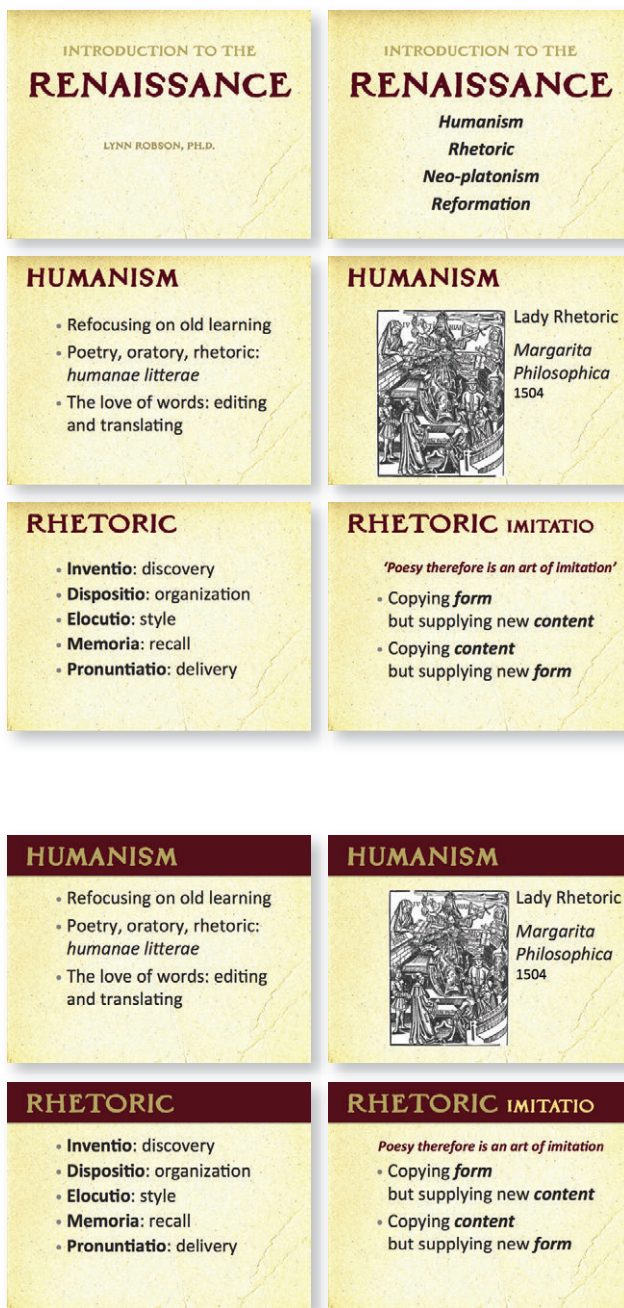 INTRODUCTION TO THE
RENAISSANCE
LYNN ROBSON, PH.D.
INTRODUCTION TO THE
RENAISSANCE
Humanism
Rhetoric
Neo-platonism
Reformation
HUMANISM
• Refocusing on old learning
• Poetry, oratory, rhetoric:
humanae litterae
• The love of words: editing
and translating
HUMANISM
Lady Rhetoric
Margarita
Philosophica
1504
RHETORIC
• Inventio: discovery
• Dispositio: organization
• Elocutio: style
• Memoria: recall
• Pronuntiatio: delivery
RHETORIC IMITATIO
‘Poesy therefore is an art of imitation’
• Copying form
but supplying new content
• Copying content
but supplying new form
HUMANISM
• Refocusing on old learning
• Poetry, oratory, rhetoric:
humanae litterae
• The love of words: editing
and translating
HUMANISM
Lady Rhetoric
Margarita
Philosophica
1504
RHETORIC
• Inventio: discovery
• Dispositio: organization
• Elocutio: style
• Memoria: recall
• Pronuntiatio: delivery
RHETORIC IMITATIO
Poesy therefore is an art of imitation
• Copying form
but supplying new content
• Copying content
but supplying new form